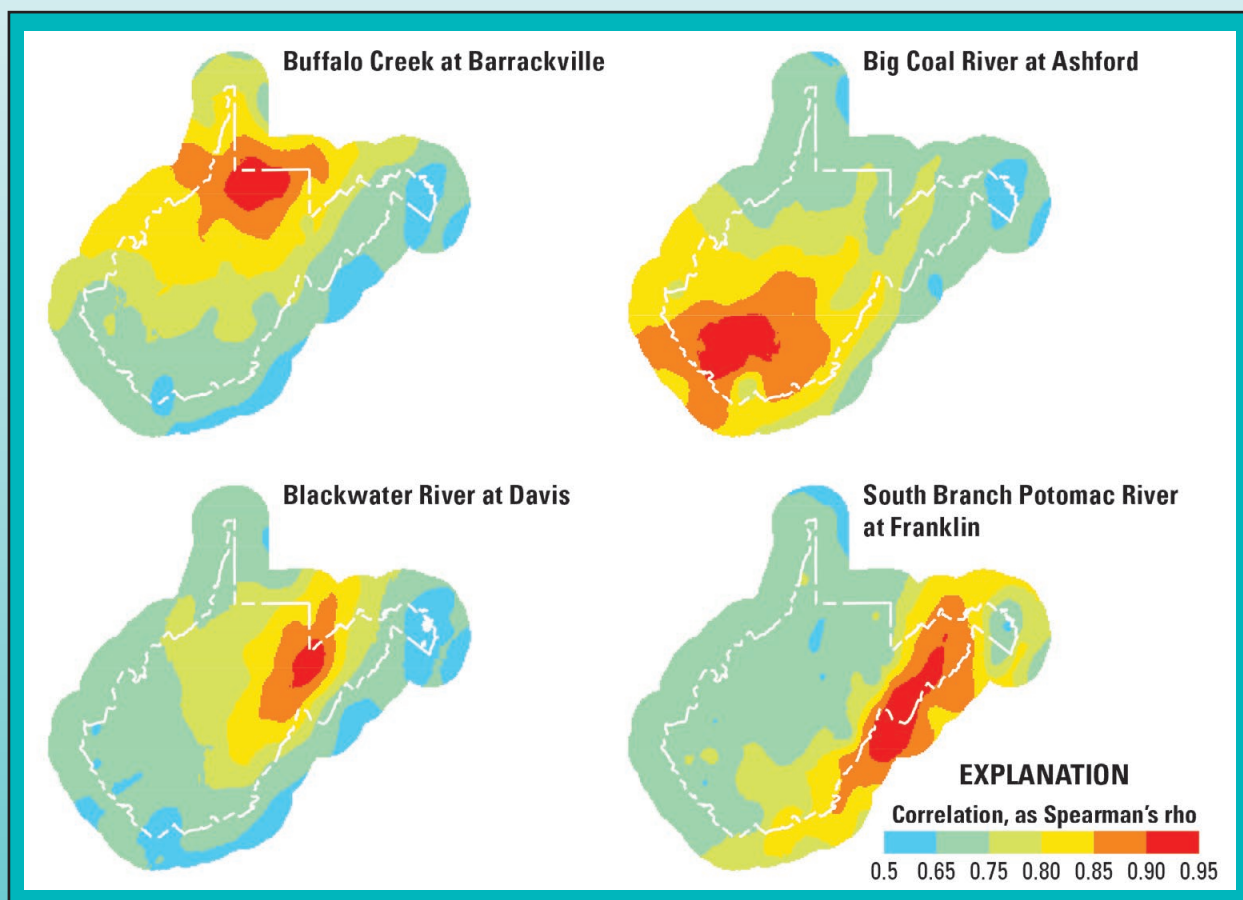 Buffalo Creek at Barrackville
Big Coal River at Ashford
Blackwater River at Davis
South Branch Potomac River
at Franklin
EXPLANATION
Correlation, as Spearman's rho
0.5 0.65 0.75 0.80 0.85 0.90 0.95